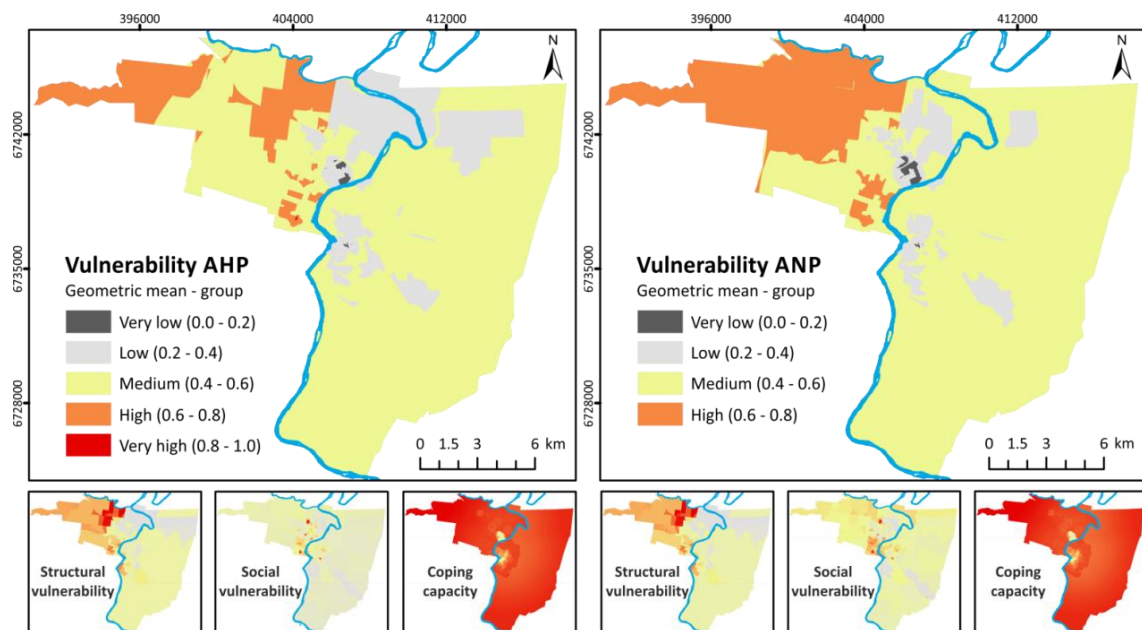 396000 404000 412000
N
6742000
6735000
6728000
Vulnerability AHP
Geometric mean - group
Very low (0.0 - 0.2)
Low (0.2 - 0.4)
Medium (0.4 - 0.6)
High (0.6 - 0.8)
Very high (0.8 - 1.0)
0 1.5 3 6 km
Structural
vulnerability
Social
vulnerability
Coping
capacity
396000 404000 412000
N
6742000
6735000
6728000
Vulnerability ANP
Geometric mean - group
Very low (0.0 - 0.2)
Low (0.2 - 0.4)
Medium (0.4 - 0.6)
High (0.6 - 0.8)
0 1.5 3 6 km
Structural
vulnerability
Social
vulnerability
Coping
capacity